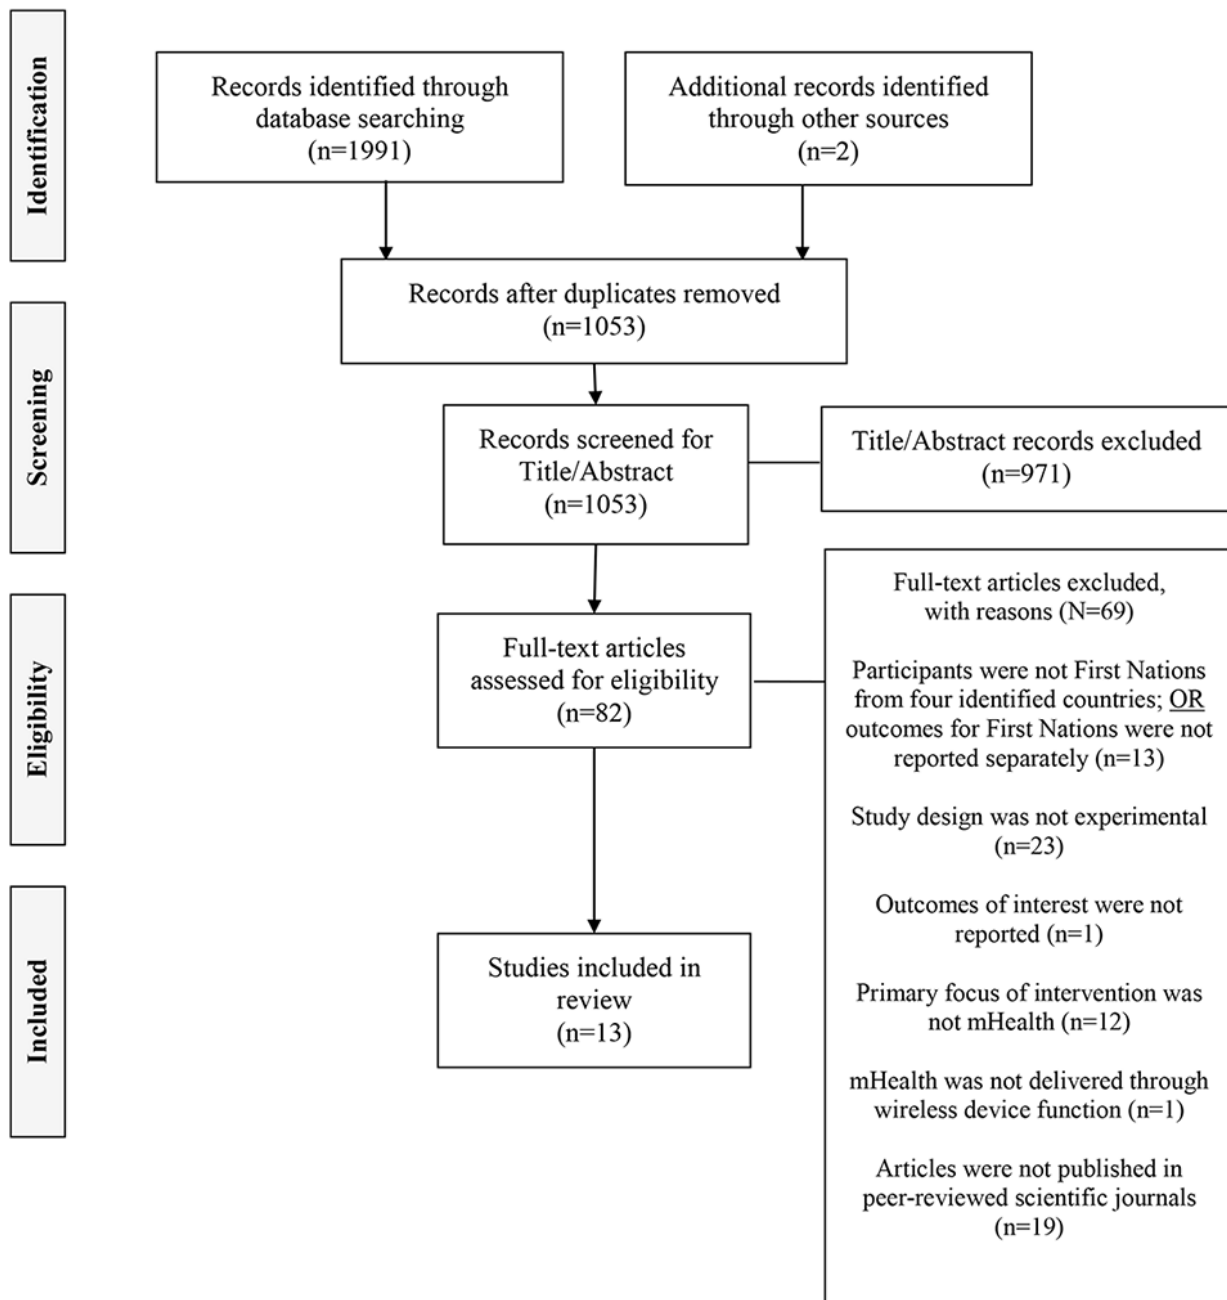 Identification
Records identified through
database searching
(n=1991)
Additional records identified
through other sources
(n=2)
Records after duplicates removed
(n=1053)
Screening
Records screened for
Title/Abstract
(n=1053)
Title/Abstract records excluded
(n=971)
Eligibility
Full-text articles
assessed for eligibility
(n=82)
Full-text articles excluded,
with reasons (N=69)
Participants were not First Nations
from four identified countries; OR
outcomes for First Nations were not
reported separately (n=13)
Study design was not experimental
(n=23)
Outcomes of interest were not
reported (n=1)
Primary focus of intervention was
not mHealth (n=12)
mHealth was not delivered through
wireless device function (n=1)
Articles were not published in
peer-reviewed scientific journals
(n=19)
Included
Studies included in
review
(n=13)